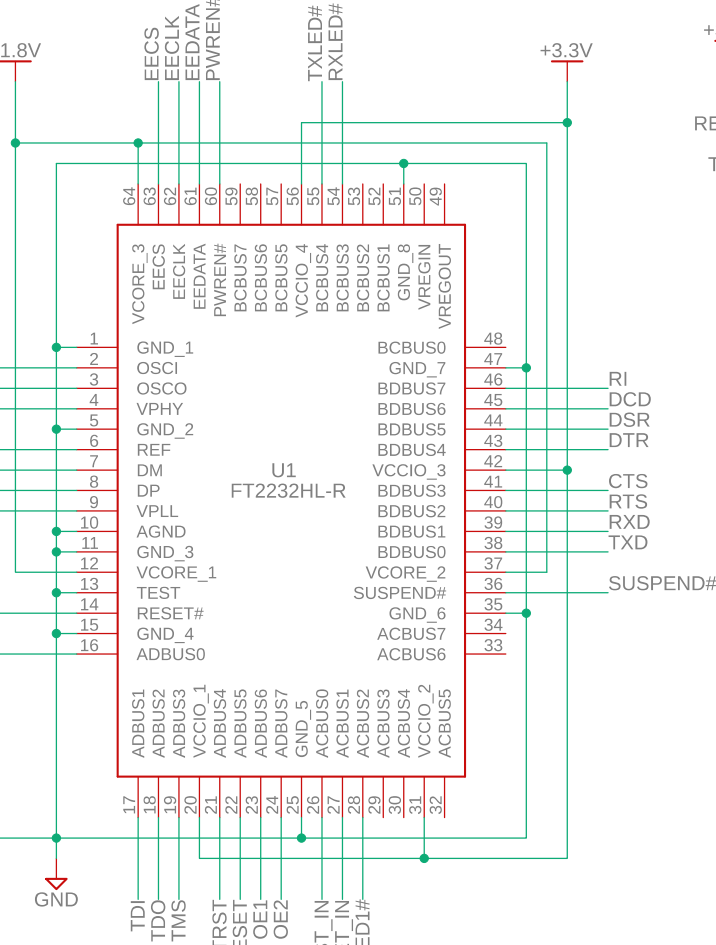 1.8V
EECS
EECLK
EEDATA
PWREN#
TXLED#
RXLED#
+3.3V
+
RE
T
64
63
62
61
60
59
58
57
56
55
54
53
52
51
50
49
VCORE_3
EECS
EECLK
EEDATA
PWREN#
BCBUS7
BCBUS6
BCBUS5
VCCIO_4
BCBUS4
BCBUS3
BCBUS2
BCBUS1
GND_8
VREGIN
VREGOUT
1 GND_1
2 OSCI
3 OSCO
4 VPHY
5 GND_2
6 REF
7 DM
8 DP
9 VPLL
10 AGND
11 GND_3
12 VCORE_1
13 TEST
14 RESET#
15 GND_4
16 ADBUS0
U1
FT2232HL-R
BCBUS0 48
GND_7 47
BDBUS7 46 RI
BDBUS6 45 DCD
BDBUS5 44 DSR
BDBUS4 43 DTR
VCCIO_3 42
BDBUS3 41 CTS
BDBUS2 40 RTS
BDBUS1 39 RXD
BDBUS0 38 TXD
VCORE_2 37
SUSPEND# 36 SUSPEND#
GND_6 35
ACBUS7 34
ACBUS6 33
ADBUS1
ADBUS2
ADBUS3
VCCIO_1
ADBUS4
ADBUS5
ADBUS6
ADBUS7
GND_5
ACBUS0
ACBUS1
ACBUS2
ACBUS3
ACBUS4
VCCIO_2
ACBUS5
17
18
19
20
21
22
23
24
25
26
27
28
29
30
31
32
GND
TDI
TDO
TMS
TRST
ESET
OE1
OE2
ST_IN
ET_IN
ED1#